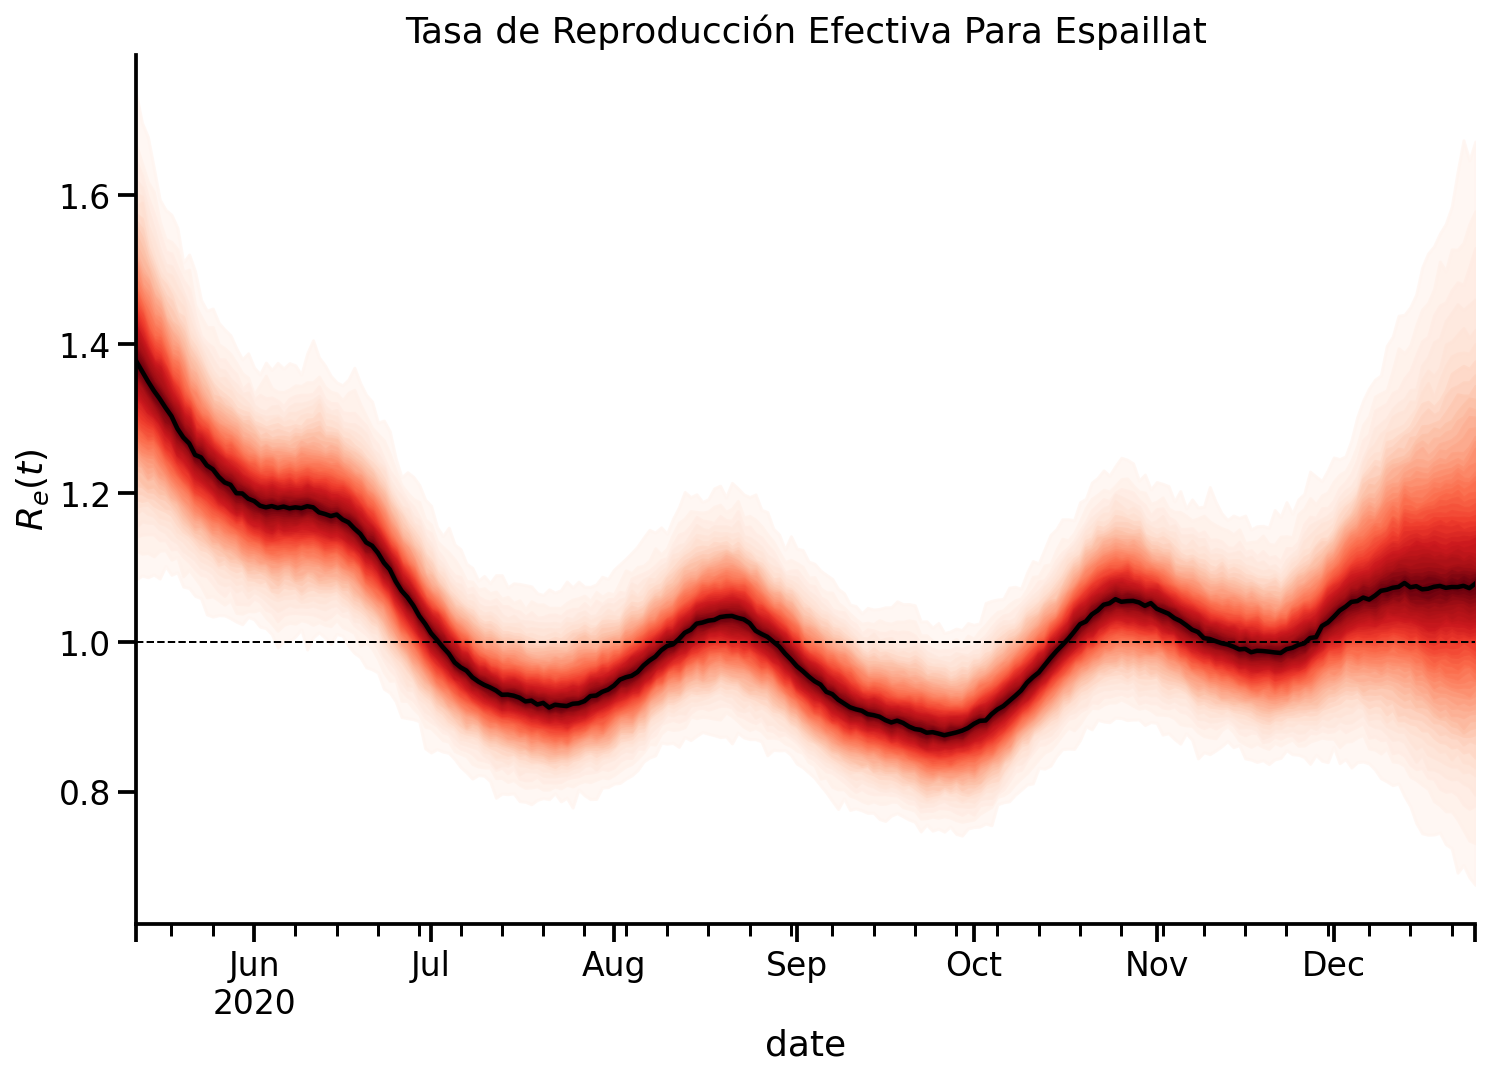 Tasa de Reproducción Efectiva Para Espaillat
R_e(t)
1.6
1.4
1.2
1.0
0.8
Jun Jul Aug Sep Oct Nov Dec
2020
date